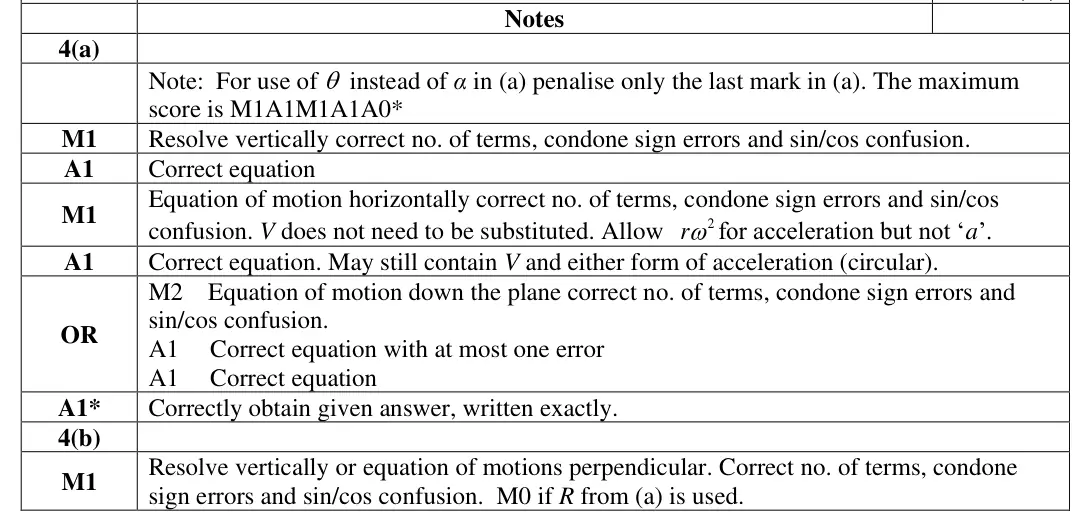 Notes
4(a)
Note: For use of θ instead of α in (a) penalise only the last mark in (a). The maximum
score is M1A1M1A1A0*
M1 Resolve vertically correct no. of terms, condone sign errors and sin/cos confusion.
A1 Correct equation
M1 Equation of motion horizontally correct no. of terms, condone sign errors and sin/cos
confusion. V does not need to be substituted. Allow rω² for acceleration but not ‘a’.
A1 Correct equation. May still contain V and either form of acceleration (circular).
OR M2 Equation of motion down the plane correct no. of terms, condone sign errors and
sin/cos confusion.
A1 Correct equation with at most one error
A1 Correct equation
A1* Correctly obtain given answer, written exactly.
4(b)
M1 Resolve vertically or equation of motions perpendicular. Correct no. of terms, condone
sign errors and sin/cos confusion. M0 if R from (a) is used.